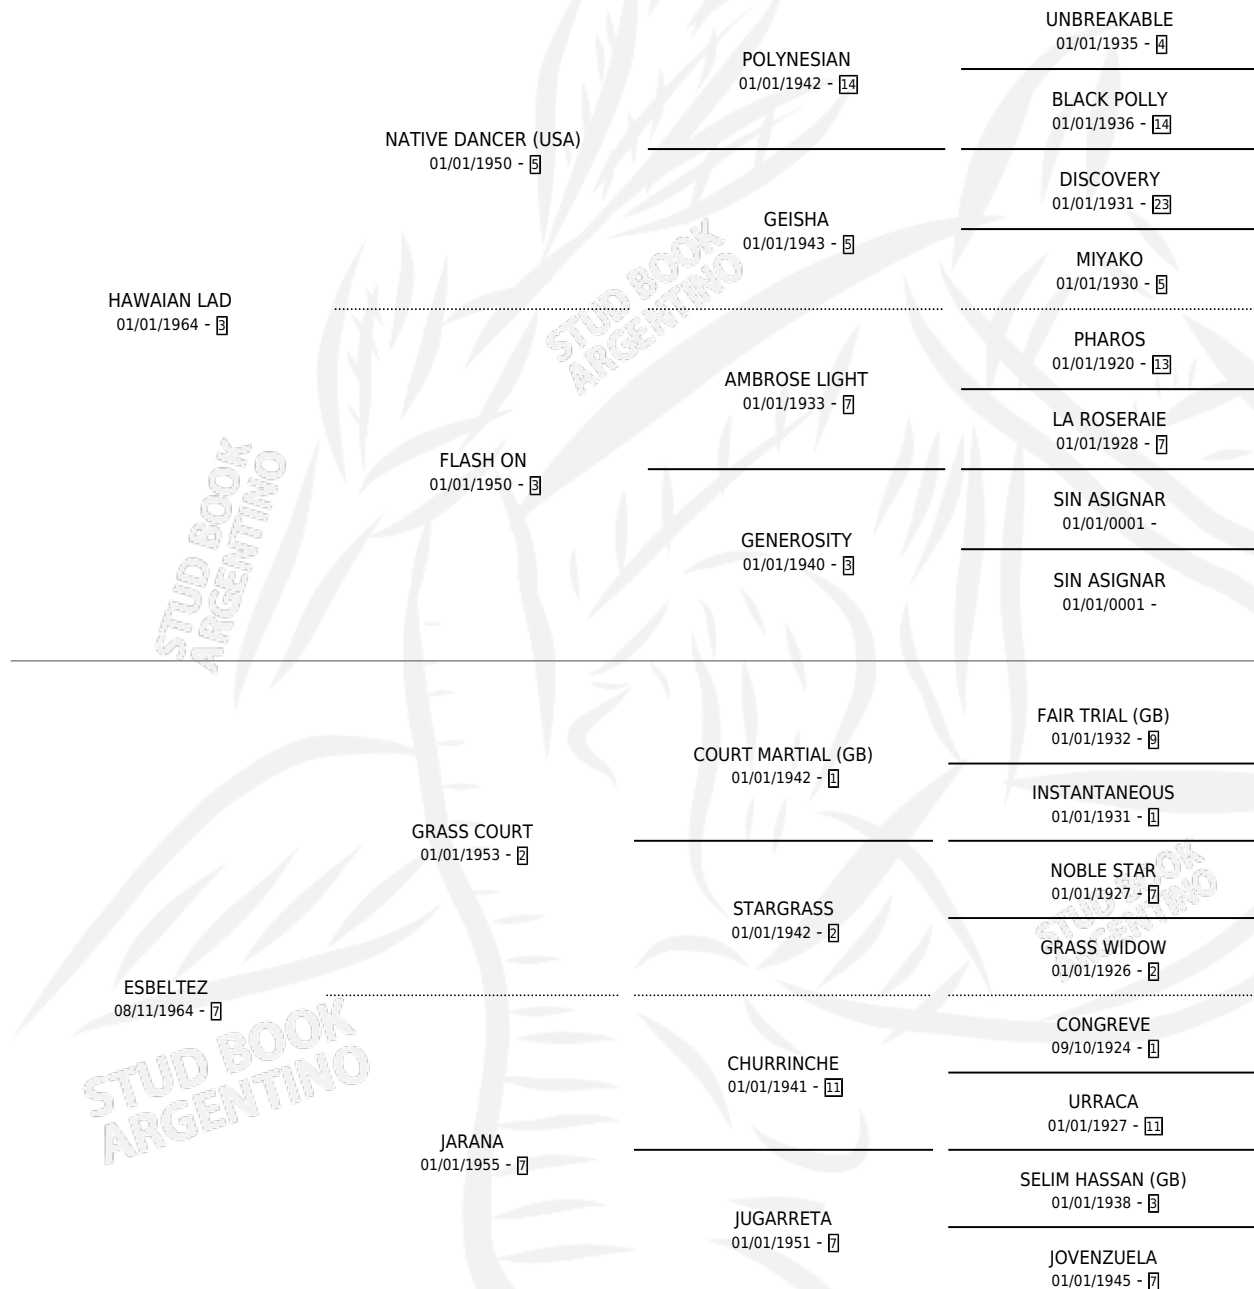 UNBREAKABLE
01/01/1935 - 4
POLYNESIAN
01/01/1942 - 14
BLACK POLLY
01/01/1936 - 14
NATIVE DANCER (USA)
01/01/1950 - 5
DISCOVERY
01/01/1931 - 23
GEISHA
01/01/1943 - 5
MIYAKO
01/01/1930 - 5
HAWAIAN LAD
01/01/1964 - 3
PHAROS
01/01/1920 - 13
AMBROSE LIGHT
01/01/1933 - 7
LA ROSERAIE
01/01/1928 - 7
FLASH ON
01/01/1950 - 3
SIN ASIGNAR
01/01/0001 -
GENEROSITY
01/01/1940 - 3
SIN ASIGNAR
01/01/0001 -
STUD BOOK
ARGENTINO
STUD BOOK
ARGENTINO
FAIR TRIAL (GB)
01/01/1932 - 9
COURT MARTIAL (GB)
01/01/1942 - 1
INSTANTANEOUS
01/01/1931 - 1
GRASS COURT
01/01/1953 - 2
NOBLE STAR
01/01/1927 - 7
STARGRASS
01/01/1942 - 2
GRASS WIDOW
01/01/1926 - 2
ESBELTEZ
08/11/1964 - 7
CONGREVE
09/10/1924 - 1
CHURRINCHE
01/01/1941 - 11
URRACA
01/01/1927 - 11
JARANA
01/01/1955 - 7
SELIM HASSAN (GB)
01/01/1938 - 3
JUGARRETA
01/01/1951 - 7
JOVENZUELA
01/01/1945 - 7
STUD BOOK
ARGENTINO
STUD BOOK
ARGENTINO